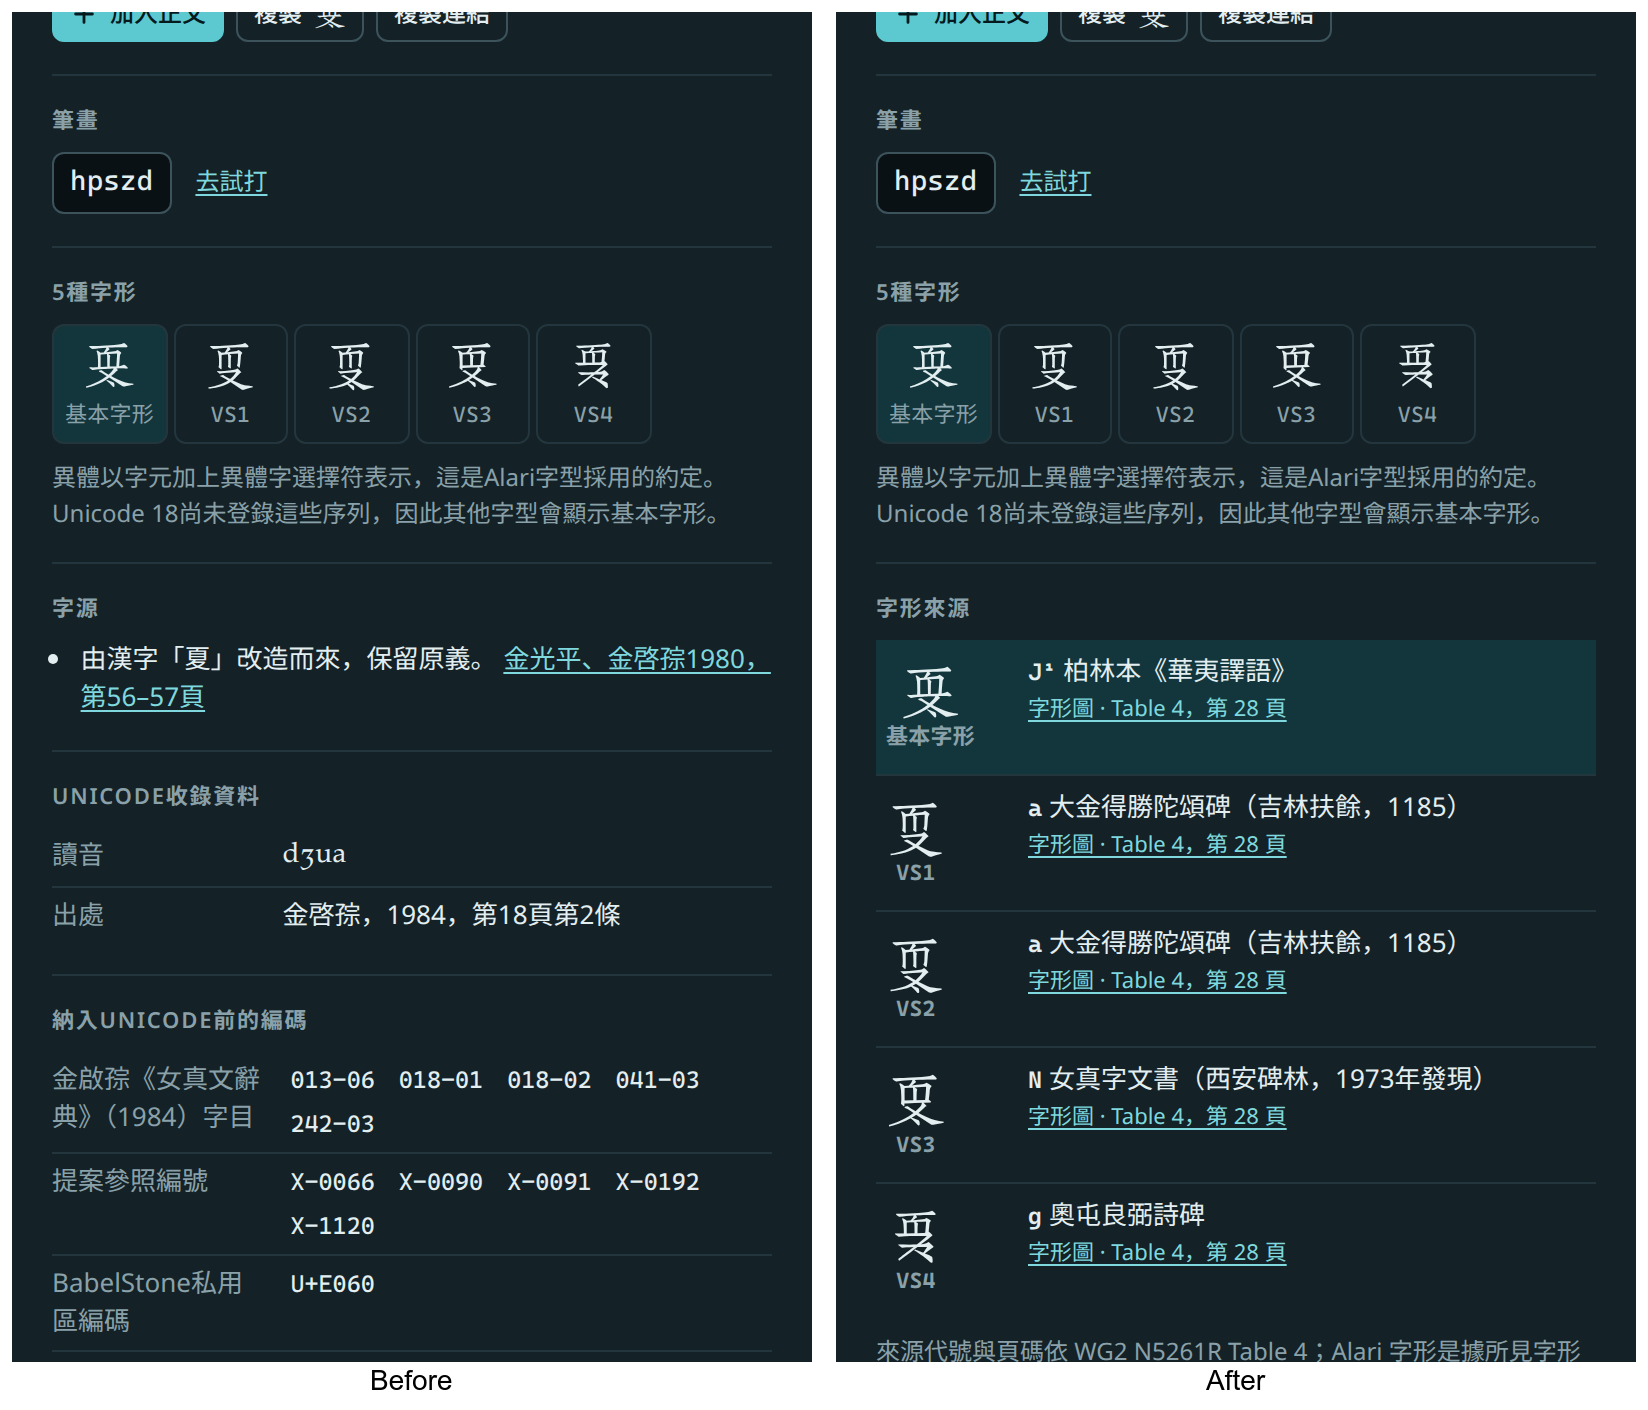 加入正文 複製 複製連結
筆畫
hpszd 去試打
5種字形
基本字形 VS1 VS2 VS3 VS4
異體以字元加上異體字選擇符表示，這是Alari字型採用的約定。
Unicode 18尚未登錄這些序列，因此其他字型會顯示基本字形。
字源
由漢字「夏」改造而來，保留原義。 金光平、金啓孮1980，
第56–57頁
UNICODE收錄資料
讀音 dʒua
出處 金啓孮，1984，第18頁第2條
納入UNICODE前的編碼
金啟孮《女真文辭 013-06 018-01 018-02 041-03
典》（1984）字目 242-03
提案參照編號 X-0066 X-0090 X-0091 X-0192
X-1120
BabelStone私用 U+E060
區編碼
Before
加入正文 複製 複製連結
筆畫
hpszd 去試打
5種字形
基本字形 VS1 VS2 VS3 VS4
異體以字元加上異體字選擇符表示，這是Alari字型採用的約定。
Unicode 18尚未登錄這些序列，因此其他字型會顯示基本字形。
字形來源
J¹ 柏林本《華夷譯語》
字形圖 · Table 4，第 28 頁
基本字形
a 大金得勝陀頌碑（吉林扶餘，1185）
字形圖 · Table 4，第 28 頁
VS1
a 大金得勝陀頌碑（吉林扶餘，1185）
字形圖 · Table 4，第 28 頁
VS2
N 女真字文書（西安碑林，1973年發現）
字形圖 · Table 4，第 28 頁
VS3
g 奧屯良弼詩碑
字形圖 · Table 4，第 28 頁
VS4
來源代號與頁碼依 WG2 N5261R Table 4；Alari 字形是據所見字形
After